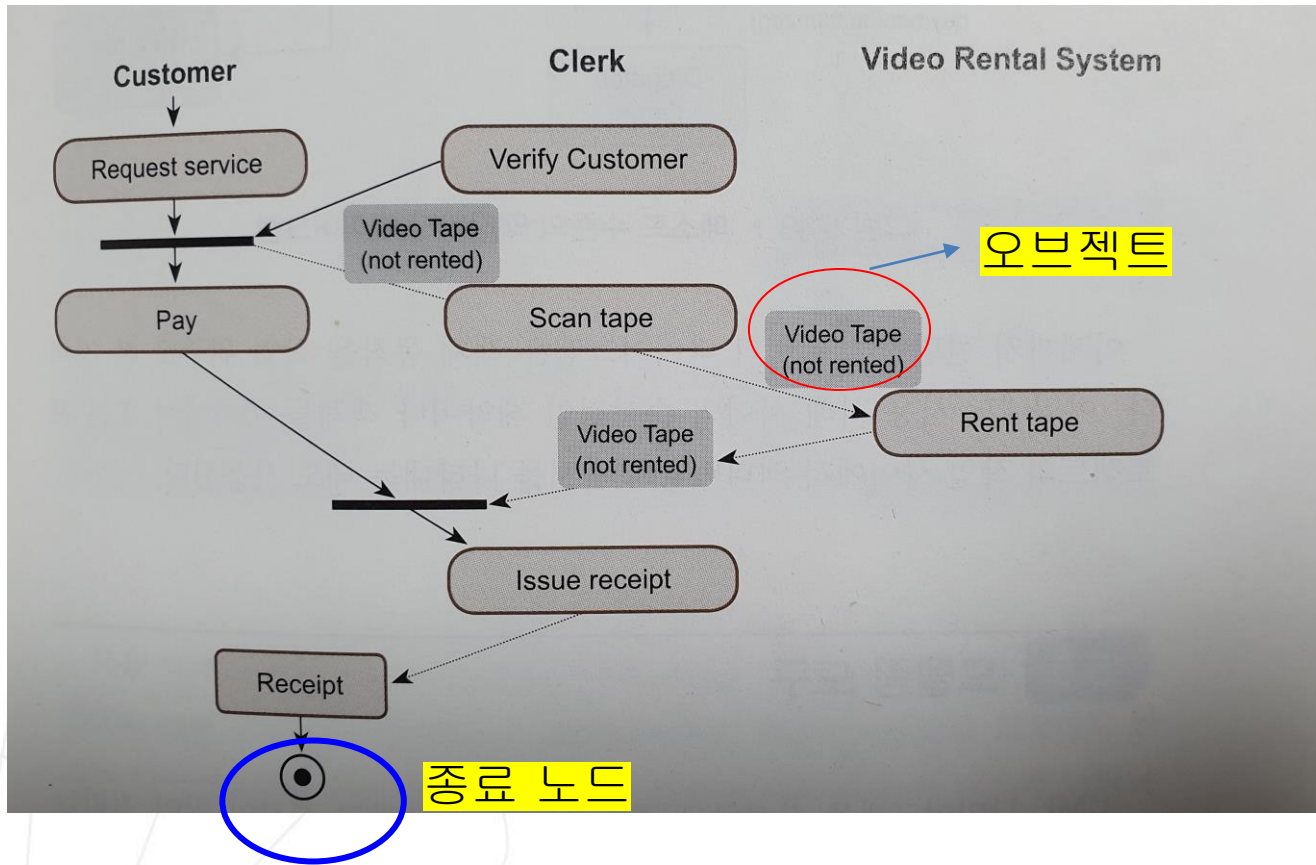 Customer
Clerk
Video Rental System
Request service
Verify Customer
Video Tape
(not rented)
오브젝트
Pay
Scan tape
Video Tape
(not rented)
Rent tape
Video Tape
(not rented)
Issue receipt
Receipt
종료 노드